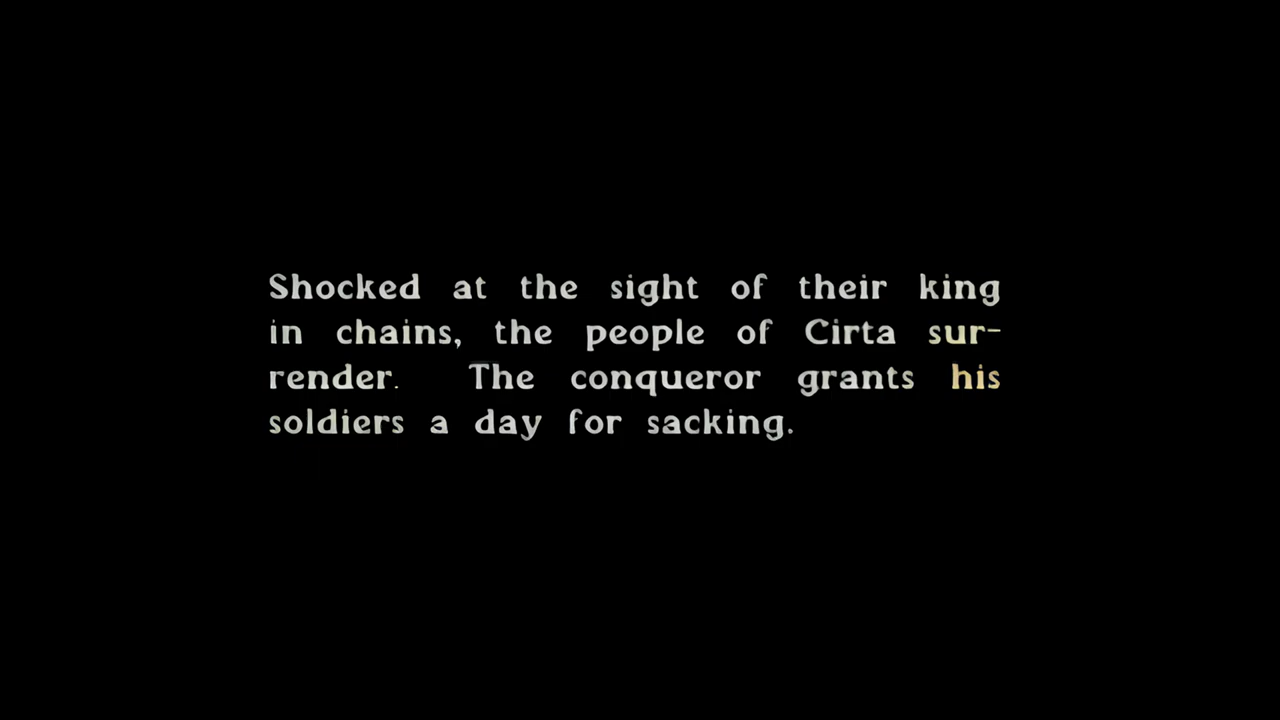 Shocked at the sight of their king
in chains, the people of Cirta sur-
render. The conqueror grants his
soldiers a day for sacking.